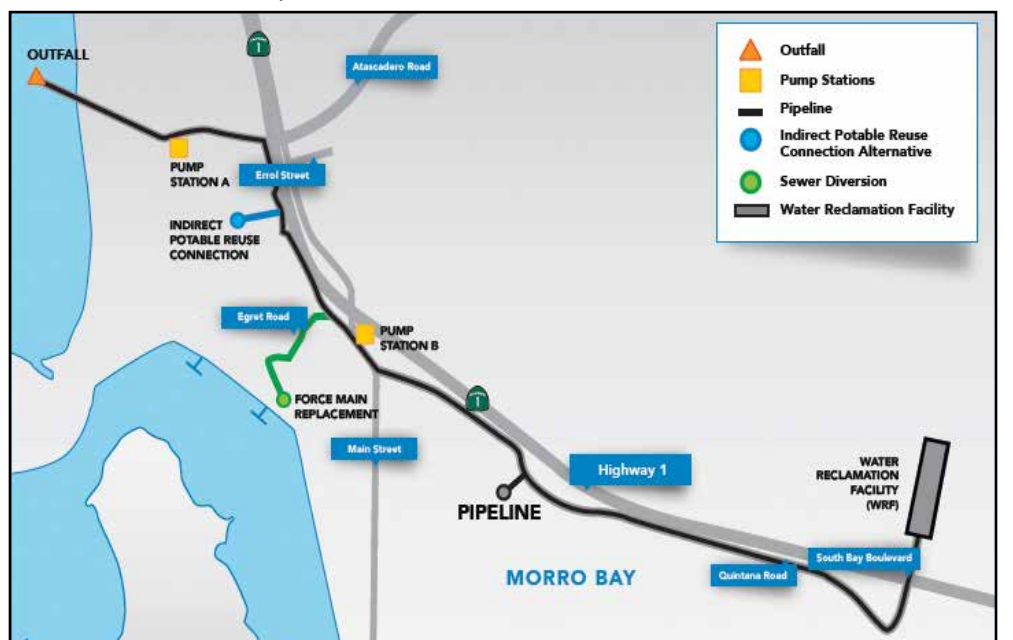 OUTFALL
1
Atascadero Road
PUMP
STATION A
Errol Street
INDIRECT
POTABLE REUSE
CONNECTION
Egret Road
PUMP
STATION B
FORCE MAIN
REPLACEMENT
1
Main Street
Highway 1
PIPELINE
WATER
RECLAMATION
FACILITY
(WRF)
South Bay Boulevard
Quintana Road
MORRO BAY
Outfall
Pump Stations
Pipeline
Indirect Potable Reuse
Connection Alternative
Sewer Diversion
Water Reclamation Facility